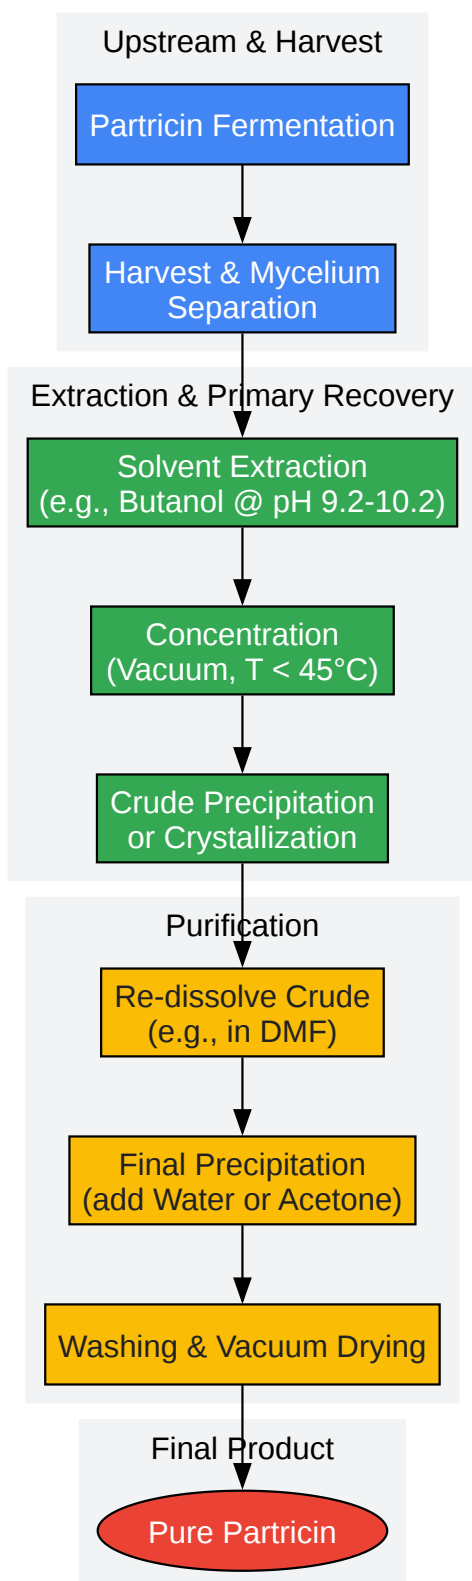 Upstream & Harvest
Partricin Fermentation
Harvest & Mycelium
Separation
Extraction & Primary Recovery
Solvent Extraction
(e.g., Butanol @ pH 9.2-10.2)
Concentration
(Vacuum, T < 45°C)
Crude Precipitation
or Crystallization
Purification
Re-dissolve Crude
(e.g., in DMF)
Final Precipitation
(add Water or Acetone)
Washing & Vacuum Drying
Final Product
Pure Partricin